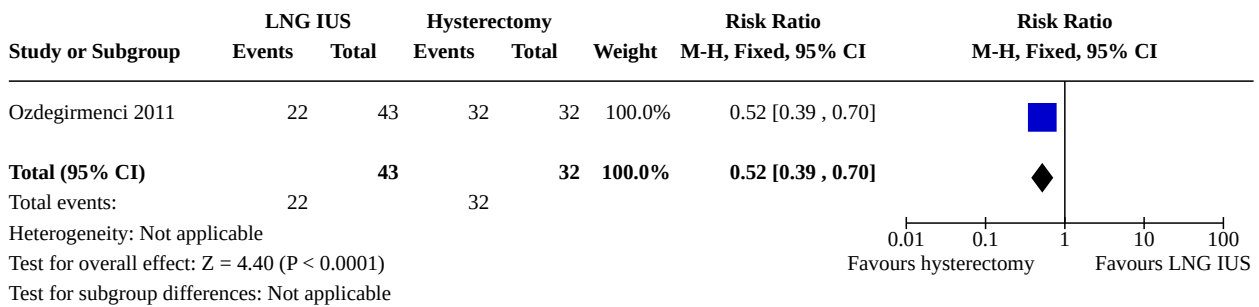 LNG IUS Hysterectomy Risk Ratio Risk Ratio
Study or Subgroup Events Total Events Total Weight M-H, Fixed, 95% CI M-H, Fixed, 95% CI
Ozdegirmenci 2011 22 43 32 32 100.0% 0.52 [0.39 , 0.70]
Total (95% CI) 43 32 100.0% 0.52 [0.39 , 0.70]
Total events: 22 32
Heterogeneity: Not applicable
0.01 0.1 1 10 100
Test for overall effect: Z = 4.40 (P < 0.0001)
Favours hysterectomy Favours LNG IUS
Test for subgroup differences: Not applicable